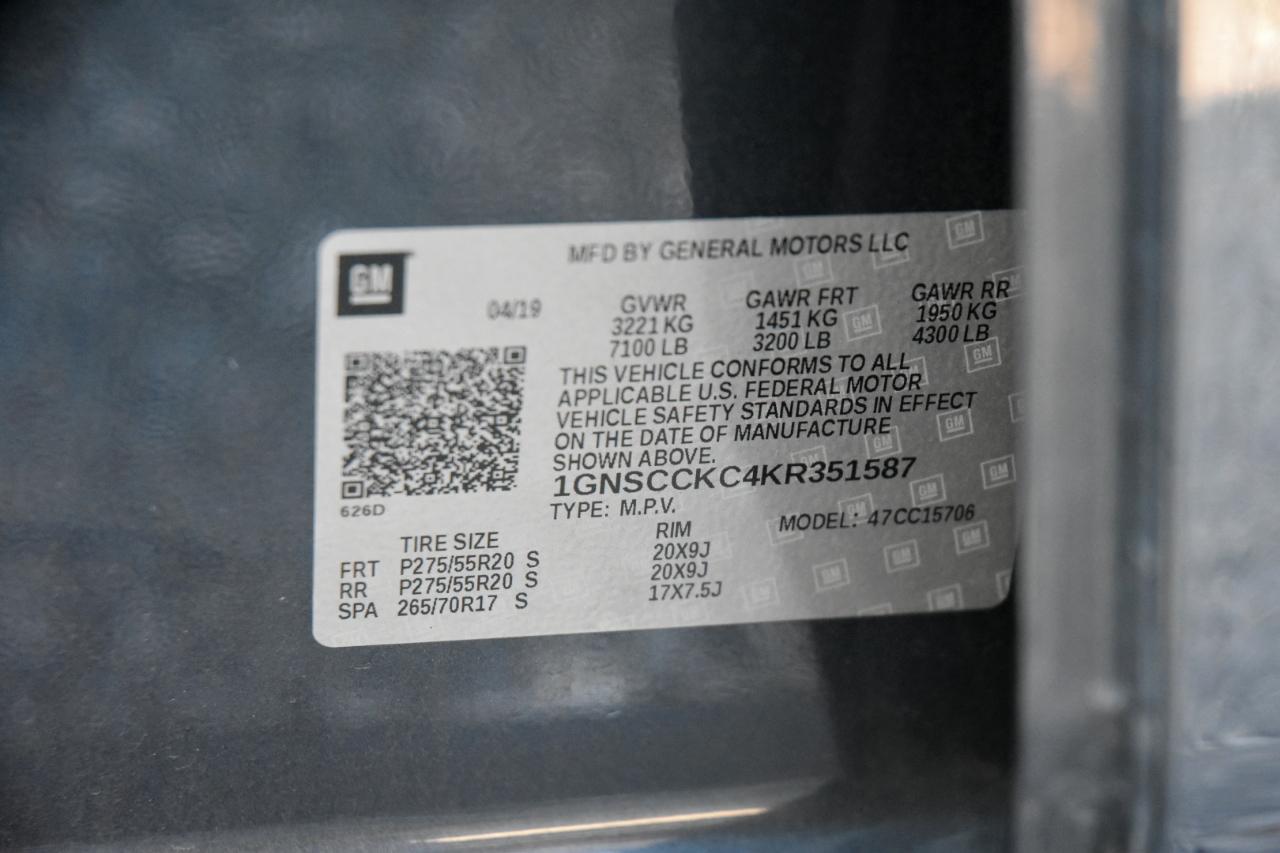 GM
MFD BY GENERAL MOTORS LLC
04/19
GVWR GAWR FRT GAWR RR
3221 KG 1451 KG 1950 KG
7100 LB 3200 LB 4300 LB
THIS VEHICLE CONFORMS TO ALL
APPLICABLE U.S. FEDERAL MOTOR
VEHICLE SAFETY STANDARDS IN EFFECT
ON THE DATE OF MANUFACTURE
SHOWN ABOVE.
1GNSCCKC4KR351587
626D
TYPE: M.P.V.
MODEL: 47CC15706
TIRE SIZE RIM
FRT P275/55R20 S 20X9J
RR P275/55R20 S 20X9J
SPA 265/70R17 S 17X7.5J